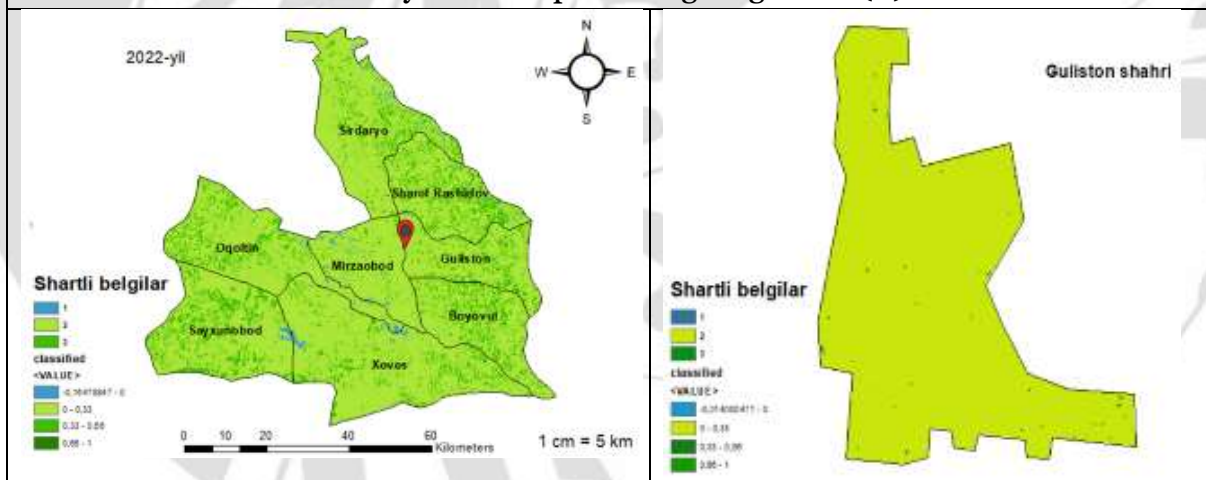 2022-yil
N
W E
S
Sirdaryo
Sharof Rashidov
Oqoltin
Mirzaobod
Guliston
Sayxunobod
Boyovut
Xovos
Shartli belgilar
1
2
3
classified
<VALUE>
0 - 0,33
0,33 - 0,66
0,66 - 1
0 10 20 40 60
Kilometers
1 cm = 5 km
Guliston shahri
Shartli belgilar
1
2
3
classified
<VALUE>
0 - 0,33
0,33 - 0,66
0,66 - 1